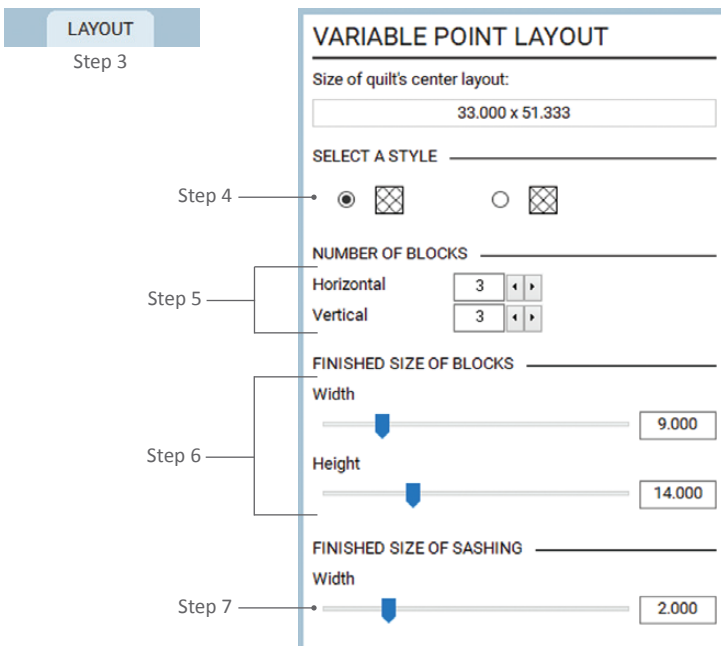 LAYOUT
Step 3
VARIABLE POINT LAYOUT
Size of quilt's center layout:
33.000 x 51.333
SELECT A STYLE
Step 4
NUMBER OF BLOCKS
Step 5
Horizontal 3
Vertical 3
FINISHED SIZE OF BLOCKS
Step 6
Width
9.000
Height
14.000
FINISHED SIZE OF SASHING
Width
Step 7
2.000